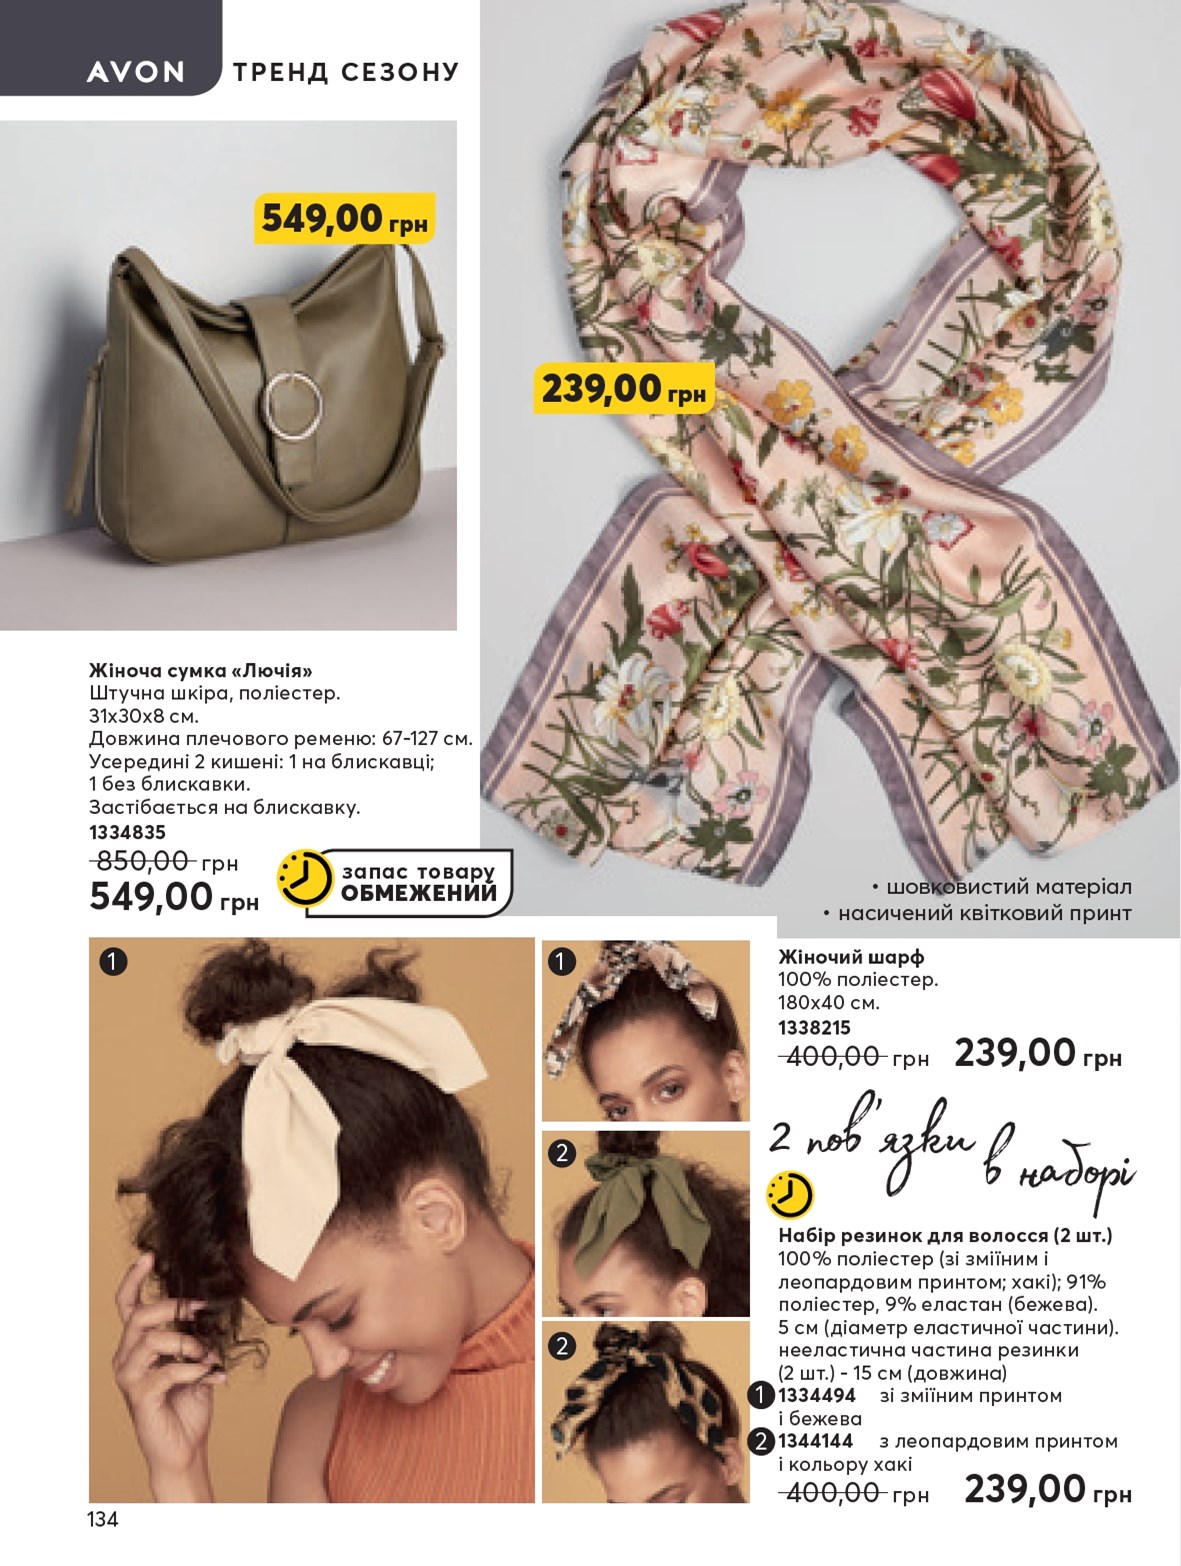 AVON ТРЕНД СЕЗОНУ
549,00 грн
239,00 грн
Жіноча сумка «Лючія»
Штучна шкіра, поліестер.
31х30х8 см.
Довжина плечового ременю: 67-127 см.
Усередині 2 кишені: 1 на блискавці;
1 без блискавки.
Застібається на блискавку.
1334835
850,00 грн
549,00 грн
запас товару
ОБМЕЖЕНИЙ
• шовковистий матеріал
• насичений квітковий принт
1
1
2
2
Жіночий шарф
100% поліестер.
180х40 см.
1338215
400,00 грн 239,00 грн
2 пов'язки в наборі
Набір резинок для волосся (2 шт.)
100% поліестер (зі зміїним і
леопардовим принтом; хакі); 91%
поліестер, 9% еластан (бежева).
5 см (діаметр еластичної частини).
нееластична частина резинки
(2 шт.) - 15 см (довжина)
1 1334494 зі зміїним принтом
і бежева
2 1344144 з леопардовим принтом
і кольору хакі
400,00 грн 239,00 грн
134